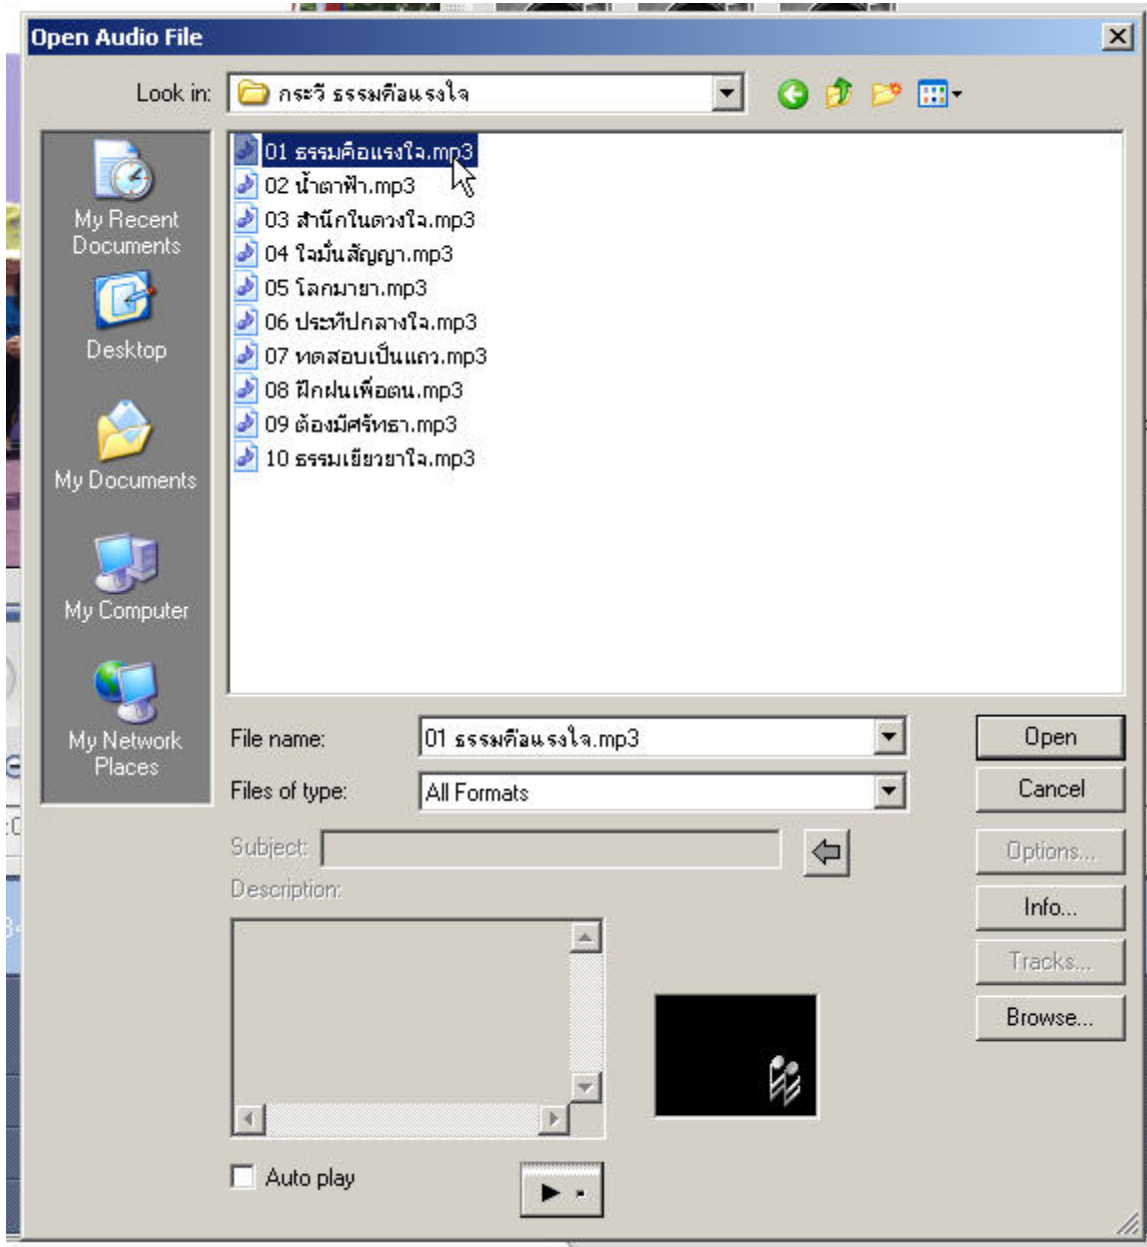 Open Audio File
Look in: กระวี ธรรมคือแรงใจ
My Recent Documents
Desktop
My Documents
My Computer
My Network Places
01 ธรรมคือแรงใจ.mp3
02 น้ำตาฟ้า.mp3
03 สำนึกในดวงใจ.mp3
04 ใจมั่นสัญญา.mp3
05 โลกมายา.mp3
06 ประทีปกลางใจ.mp3
07 ทดสอบเป็นแถว.mp3
08 ฝึกฝนเพื่อตน.mp3
09 ต้องมีศรัทธา.mp3
10 ธรรมเยียวยาใจ.mp3
File name: 01 ธรรมคือแรงใจ.mp3
Open
Files of type: All Formats
Cancel
Subject:
Options...
Description:
Info...
Tracks...
Browse...
Auto play